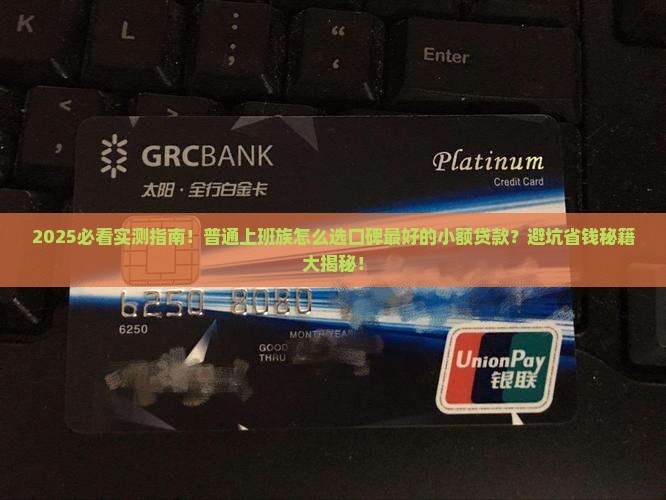 K
L
:
;
"
'
Enter
<
,
>
.
GRCBANK
Platinum
Credit Card
太阳·全行白金卡
2025必看实测指南！普通上班族怎么选口碑最好的小额贷款？避坑省钱秘籍
大揭秘！
6250 8080
6250
MONTH/YEAR
GOOD
THRU
UnionPay
银联